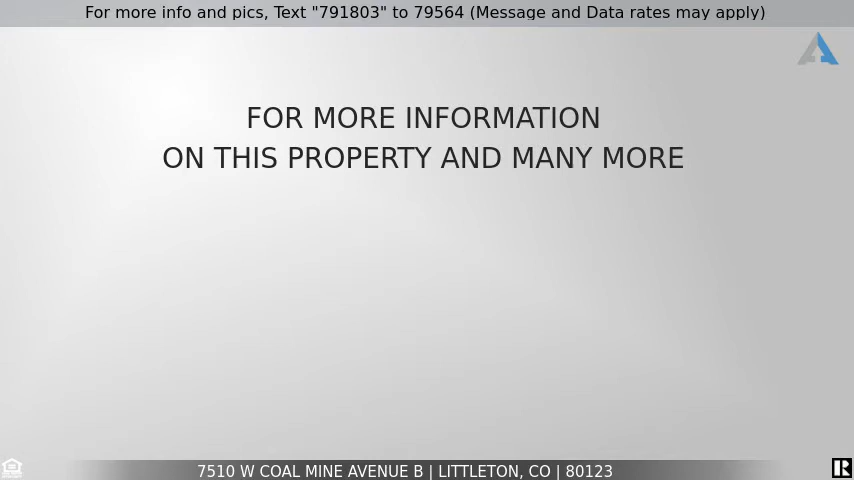 For more info and pics, Text "791803" to 79564 (Message and Data rates may apply)
FOR MORE INFORMATION
ON THIS PROPERTY AND MANY MORE
7510 W COAL MINE AVENUE B | LITTLETON, CO | 80123